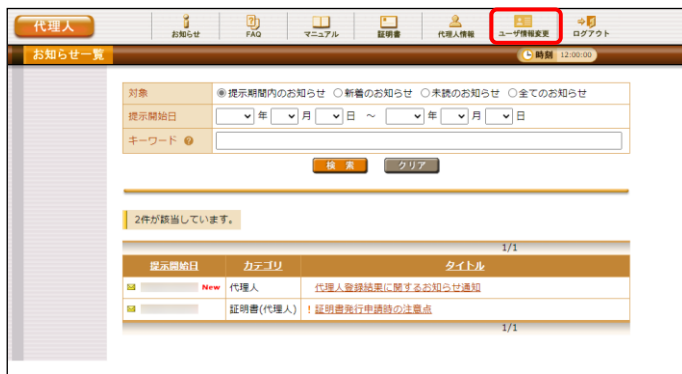 代理人
お知らせ FAQ マニュアル 証明書 代理人情報 ユーザ情報変更 ログアウト
お知らせ一覧 時刻 12:00:00
対象 提示期間内のお知らせ 新着のお知らせ 未読のお知らせ 全てのお知らせ
提示開始日 年 月 日 ～ 年 月 日
キーワード ?
検 索 クリア
2件が該当しています。
1/1
提示開始日 カテゴリ タイトル
New 代理人 代理人登録結果に関するお知らせ通知
証明書(代理人) ! 証明書発行申請時の注意点
1/1